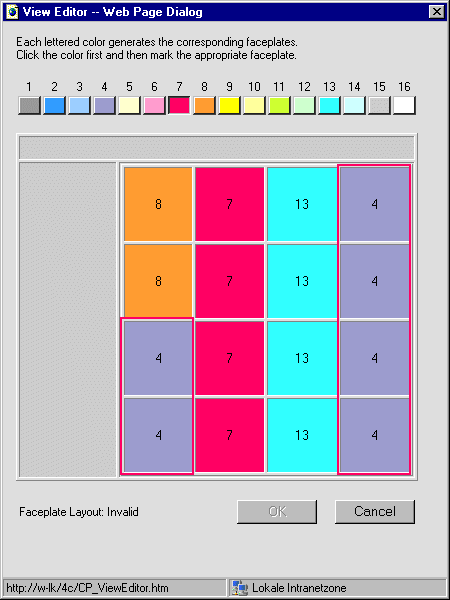 View Editor -- Web Page Dialog
Each lettered color generates the corresponding faceplates.
Click the color first and then mark the appropriate faceplate.
1 2 3 4 5 6 7 8 9 10 11 12 13 14 15 16
8 7 13 4
8 7 13 4
4 7 13 4
4 7 13 4
Faceplate Layout: Invalid
OK
Cancel
http://w-lk/4c/CP_ViewEditor.htm
Lokale Intranetzone